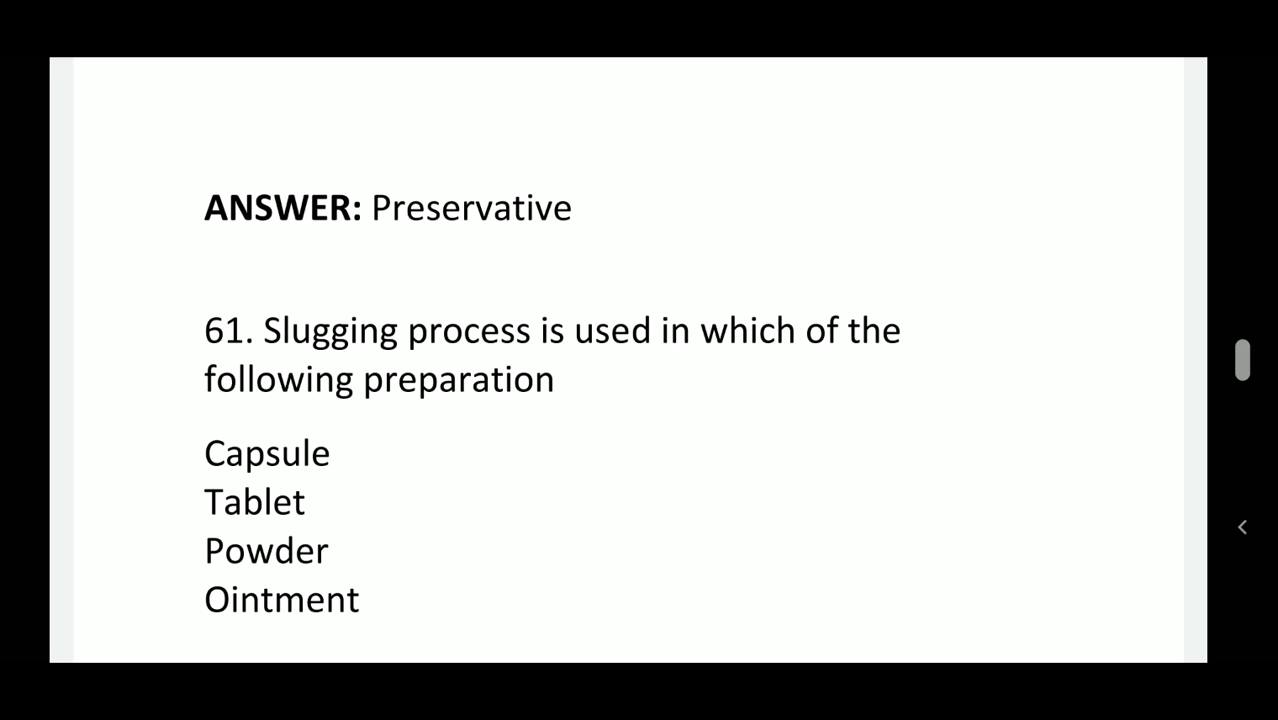 ANSWER: Preservative
61. Slugging process is used in which of the
following preparation
Capsule
Tablet
Powder
Ointment